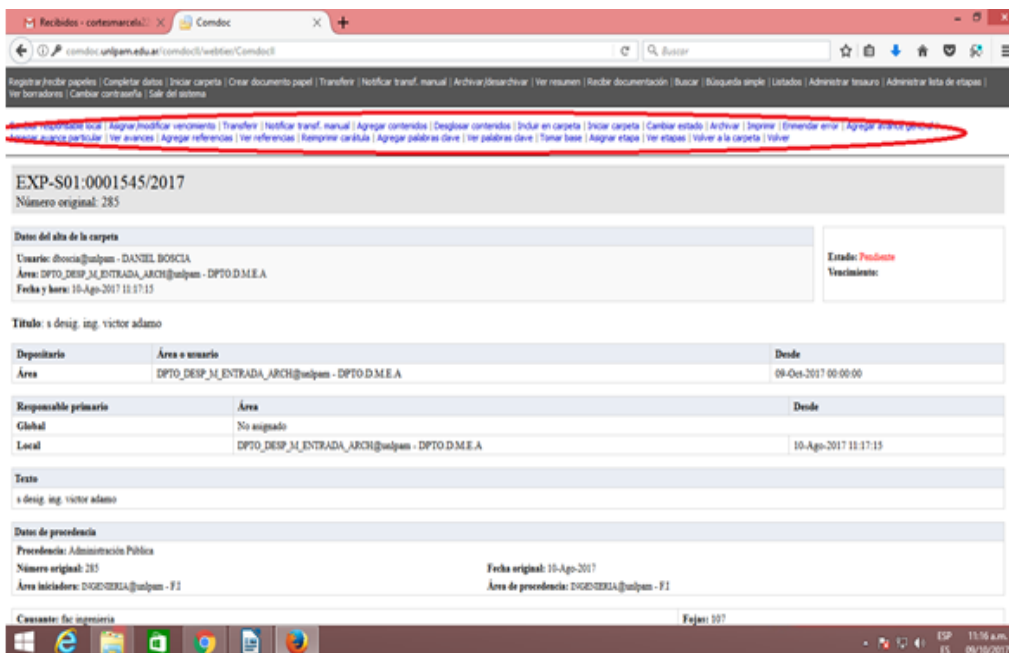 Recibidos - cortesmarcela2
Comdoc
comdoc.unlpam.edu.ar/comdocII/webtier/ComdocII
Buscar
Registrar/recibir papeles | Completar datos | Iniciar carpeta | Crear documento papel | Transferir | Notificar transf. manual | Archivar/desarchivar | Ver resumen | Recibir documentación | Buscar | Búsqueda simple | Listados | Administrar tesauro | Administrar lista de etapas |
Ver borradores | Cambiar contraseña | Salir del sistema
responsable local | Asignar/modificar vencimiento | Transferir | Notificar transf. manual | Agregar contenidos | Desglosar contenidos | Incluir en carpeta | Iniciar carpeta | Cambiar estado | Archivar | Imprimir | Enmendar error | Agregar avance general |
Agregar avance particular | Ver avances | Agregar referencias | Ver referencias | Reimprimir carátula | Agregar palabras clave | Ver palabras clave | Tomar base | Asignar etapa | Ver etapas | Volver a la carpeta | Volver
EXP-S01:0001545/2017
Número original: 285
Datos del alta de la carpeta
Usuario: dboscia@unlpam - DANIEL BOSCIA
Área: DPTO_DESP_M_ENTRADA_ARCH@unlpam - DPTO.D.M.E.A
Fecha y hora: 10-Ago-2017 11:17:15
Estado: Pendiente
Vencimiento:
Título: s desig. ing. victor adamo
Depositario Área o usuario Desde
Área DPTO_DESP_M_ENTRADA_ARCH@unlpam - DPTO.D.M.E.A 09-Oct-2017 00:00:00
Responsable primario Área Desde
Global No asignado
Local DPTO_DESP_M_ENTRADA_ARCH@unlpam - DPTO.D.M.E.A 10-Ago-2017 11:17:15
Texto
s desig. ing. victor adamo
Datos de procedencia
Procedencia: Administración Pública
Número original: 285 Fecha original: 10-Ago-2017
Área iniciadora: INGENIERIA@unlpam - F.I Área de procedencia: INGENIERIA@unlpam - F.I
Causante: fac ingenieria Fojas: 107
ESP 11:16 a.m.
ES 09/10/2017